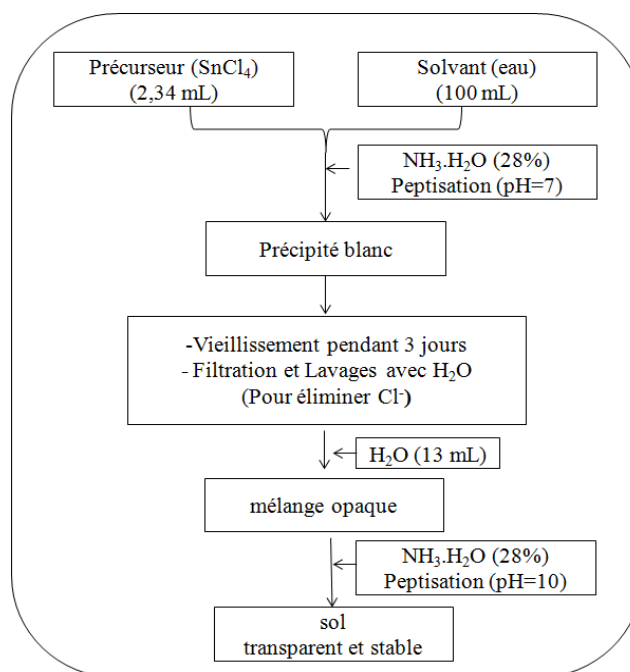 Précurseur (SnCl₄)
(2,34 mL)
Solvant (eau)
(100 mL)
NH₃.H₂O (28%)
Peptisation (pH=7)
Précipité blanc
-Vieillissement pendant 3 jours
- Filtration et Lavages avec H₂O
(Pour éliminer Cl⁻)
H₂O (13 mL)
mélange opaque
NH₃.H₂O (28%)
Peptisation (pH=10)
sol
transparent et stable